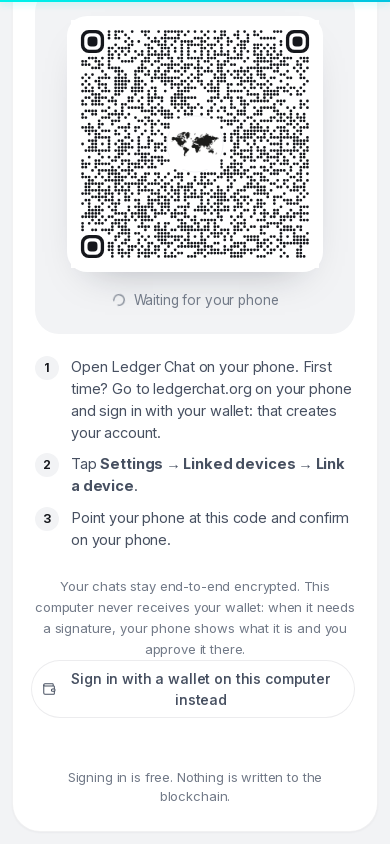 Waiting for your phone
1 Open Ledger Chat on your phone. First
time? Go to ledgerchat.org on your phone
and sign in with your wallet: that creates
your account.
2 Tap Settings → Linked devices → Link
a device.
3 Point your phone at this code and confirm
on your phone.
Your chats stay end-to-end encrypted. This
computer never receives your wallet: when it needs
a signature, your phone shows what it is and you
approve it there.
Sign in with a wallet on this computer
instead
Signing in is free. Nothing is written to the
blockchain.